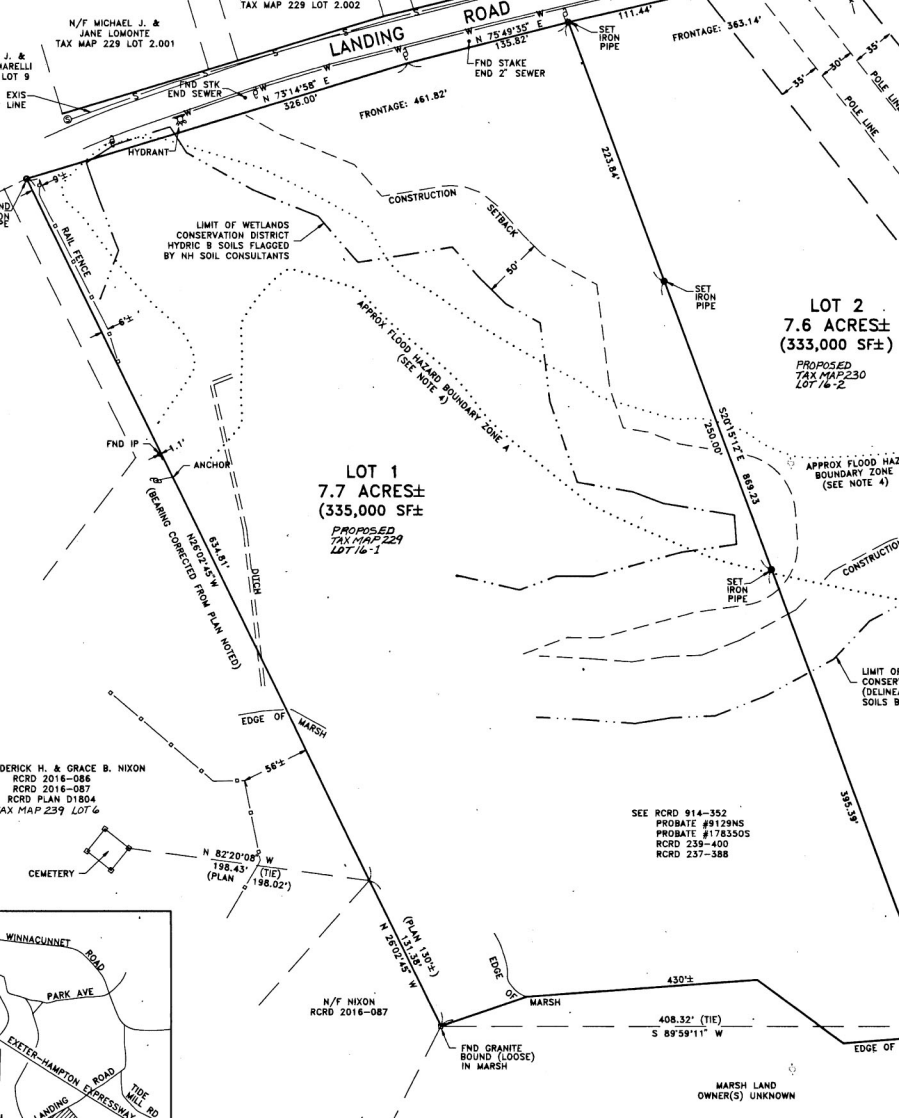 TAX MAP 229 LOT 2.002
N/F MICHAEL J. &
JANE LOMONTE
TAX MAP 229 LOT 2.001
J. &
LOT 9
EXIS
LINE
LANDING ROAD
N 75°49'35" E
135.82'
SET
IRON
PIPE
111.44'
FRONTAGE: 363.14'
35'
30'
35'
POLE LINE
POLE LINE
FND STAKE
END 2" SEWER
FND STK
END SEWER
N 75°14'58" E
326.00'
FRONTAGE: 461.82'
HYDRANT
9'±
RAIL FENCE
6'±
LIMIT OF WETLANDS
CONSERVATION DISTRICT
HYDRIC B SOILS FLAGGED
BY NH SOIL CONSULTANTS
CONSTRUCTION
SETBACK
50'
223.84'
SET
IRON
PIPE
LOT 2
7.6 ACRES±
(333,000 SF±)
PROPOSED
TAX MAP 230
LOT 16-2
APPROX FLOOD HAZARD BOUNDARY ZONE A
(SEE NOTE 4)
S20°15'12"E 869.23
250.00'
APPROX FLOOD HAZ
BOUNDARY ZONE
(SEE NOTE 4)
FND IP
1.1'
ANCHOR
LOT 1
7.7 ACRES±
(335,000 SF±
PROPOSED
TAX MAP 229
LOT 16-1
634.81'
N26°02'45"W
(BEARING CORRECTED FROM PLAN NOTED)
DITCH
SET
IRON
PIPE
CONSTRUCTION
LIMIT OF
CONSER
(DELINE
SOILS B
EDGE OF MARSH
56'±
DERICK H. & GRACE B. NIXON
RCRD 2016-086
RCRD 2016-087
RCRD PLAN D1804
AX MAP 239 LOT 6
CEMETERY
N 82°20'08" W
198.43' (TIE)
(PLAN 198.02')
SEE RCRD 914-352
PROBATE #9129NS
PROBATE #178350S
RCRD 239-400
RCRD 237-388
395.39'
(PLAN 130'±)
131.38'
N 26°02'45" W
N/F NIXON
RCRD 2016-087
EDGE OF MARSH
430'±
408.32' (TIE)
S 89°59'11" W
EDGE OF
FND GRANITE
BOUND (LOOSE)
IN MARSH
MARSH LAND
OWNER(S) UNKNOWN
WINNACUNNET ROAD
PARK AVE
EXETER-HAMPTON EXPRESSWAY
LANDING ROAD
TIDE
MILL RD